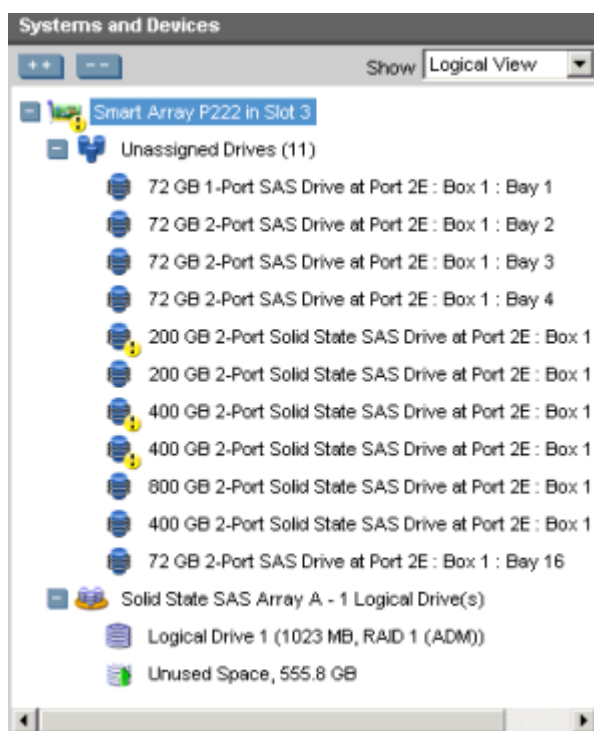 Systems and Devices
++ -- Show Logical View
Smart Array P222 in Slot 3
Unassigned Drives (11)
72 GB 1-Port SAS Drive at Port 2E : Box 1 : Bay 1
72 GB 2-Port SAS Drive at Port 2E : Box 1 : Bay 2
72 GB 2-Port SAS Drive at Port 2E : Box 1 : Bay 3
72 GB 2-Port SAS Drive at Port 2E : Box 1 : Bay 4
200 GB 2-Port Solid State SAS Drive at Port 2E : Box 1
200 GB 2-Port Solid State SAS Drive at Port 2E : Box 1
400 GB 2-Port Solid State SAS Drive at Port 2E : Box 1
400 GB 2-Port Solid State SAS Drive at Port 2E : Box 1
800 GB 2-Port Solid State SAS Drive at Port 2E : Box 1
400 GB 2-Port Solid State SAS Drive at Port 2E : Box 1
72 GB 2-Port SAS Drive at Port 2E : Box 1 : Bay 16
Solid State SAS Array A - 1 Logical Drive(s)
Logical Drive 1 (1023 MB, RAID 1 (ADM))
Unused Space, 555.8 GB